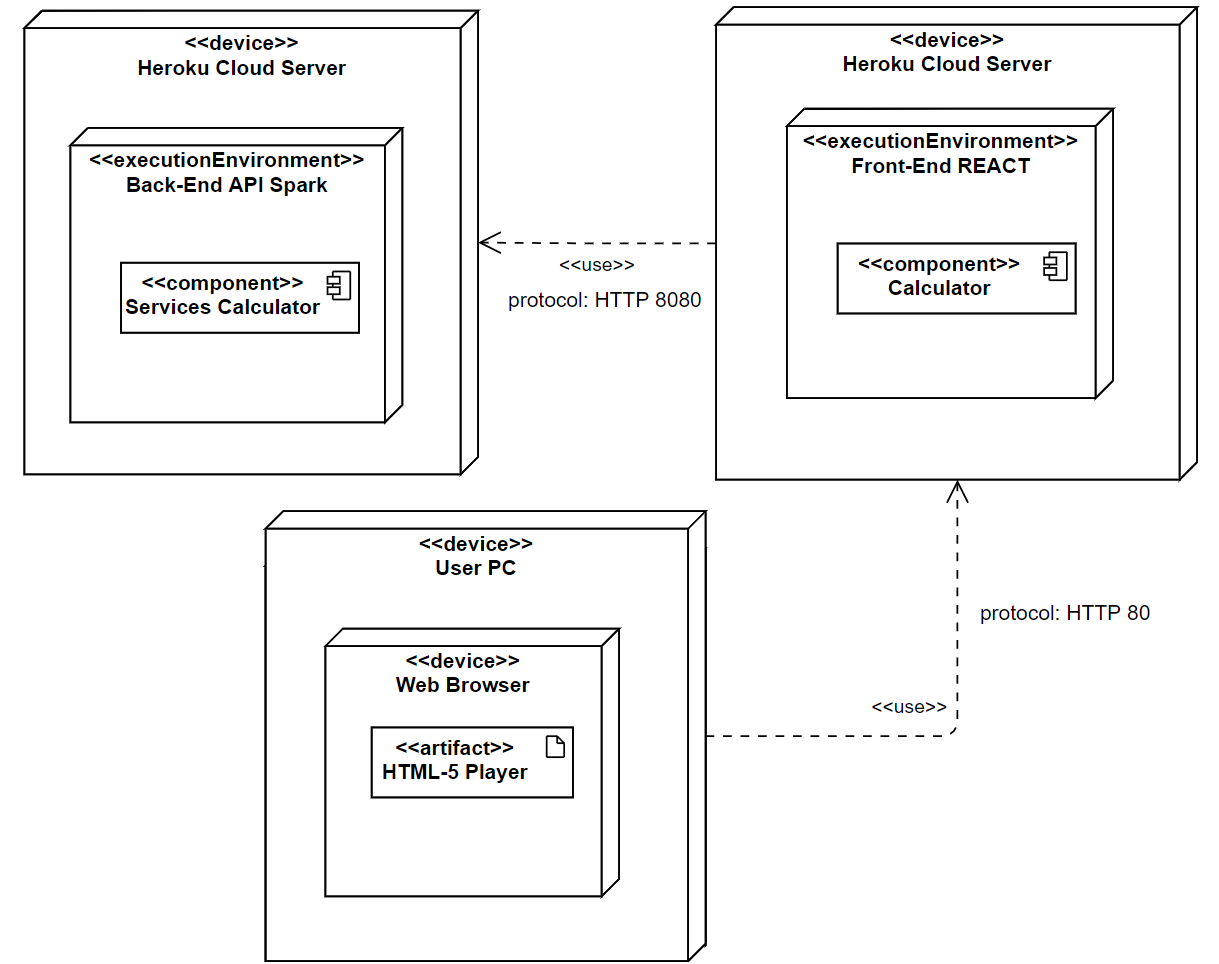 <<device>>
Heroku Cloud Server
<<executionEnvironment>>
Back-End API Spark
<<component>>
Services Calculator
<<use>>
protocol: HTTP 8080
<<device>>
Heroku Cloud Server
<<executionEnvironment>>
Front-End REACT
<<component>>
Calculator
<<device>>
User PC
<<device>>
Web Browser
<<artifact>>
HTML-5 Player
protocol: HTTP 80
<<use>>